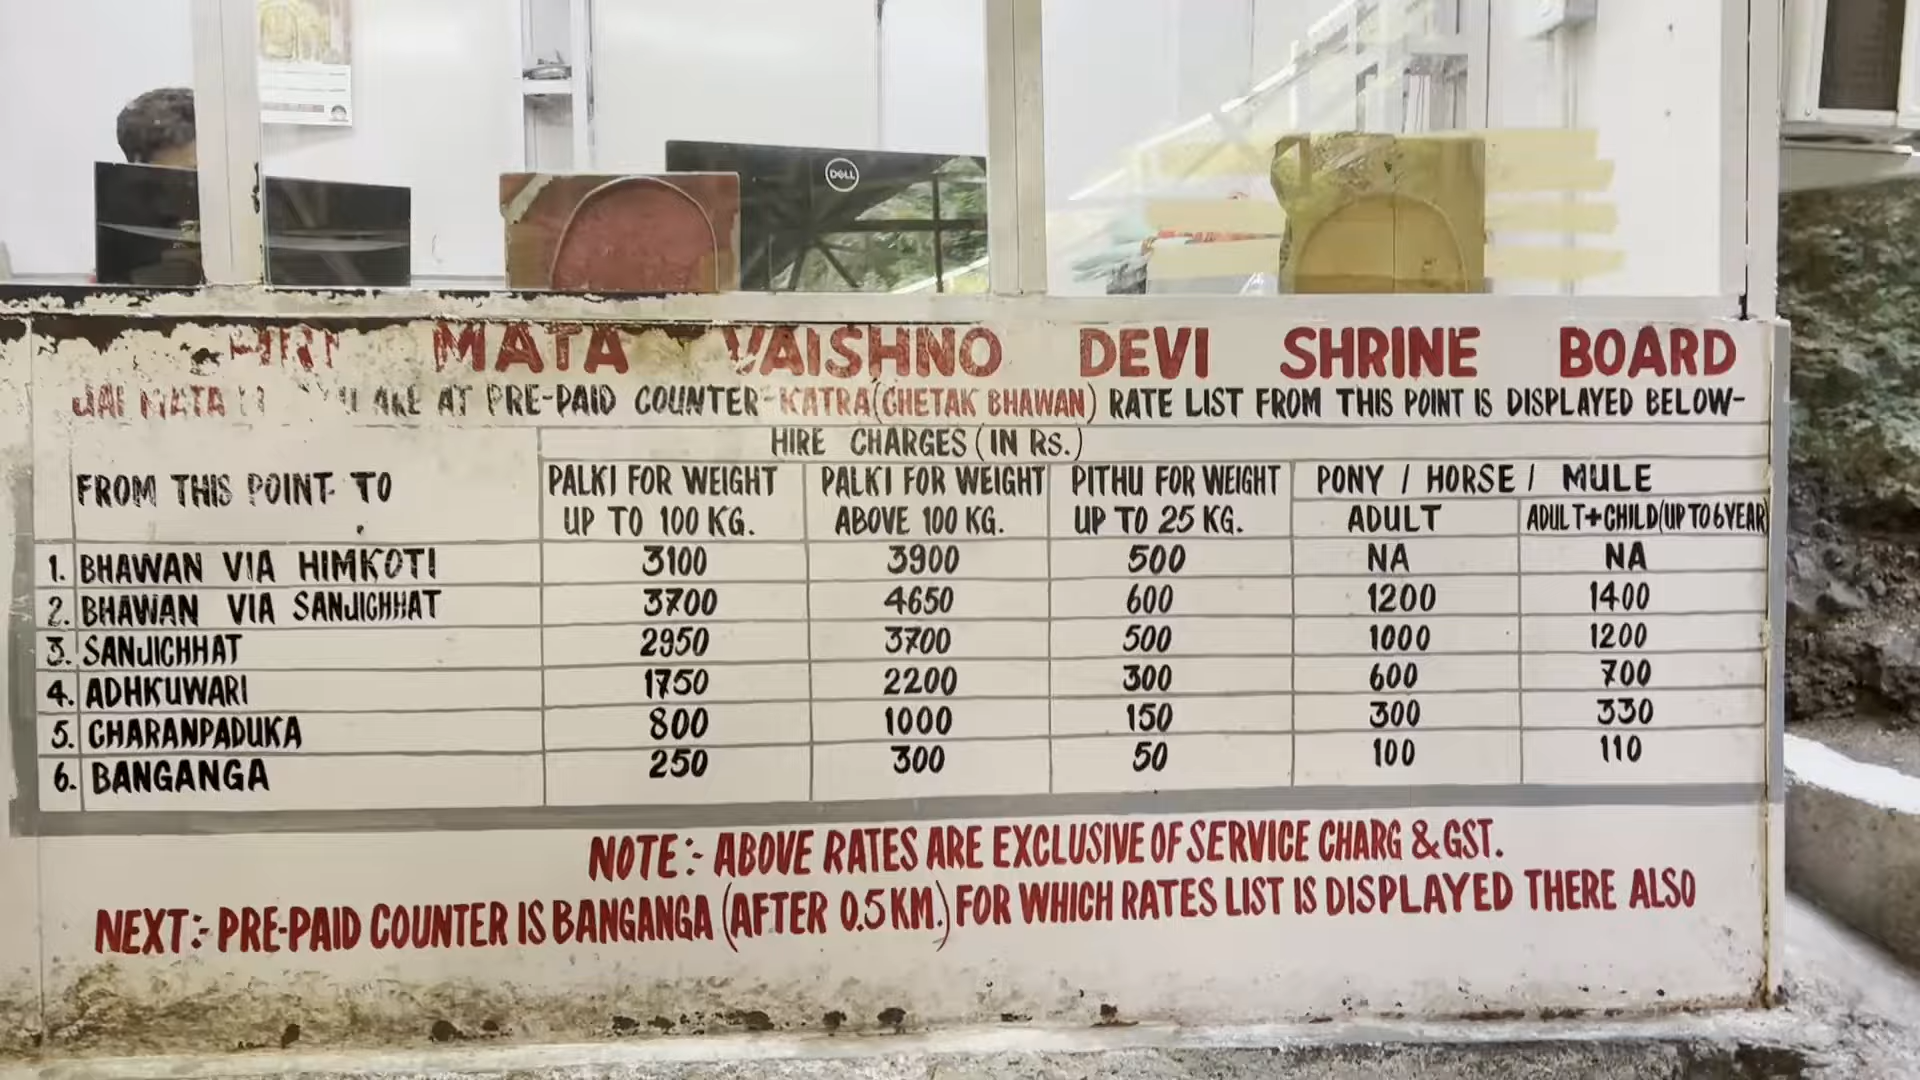 DELL
MATA VAISHNO DEVI SHRINE BOARD
JAI MATA ARE AT PRE-PAID COUNTER-KATRA(CHETAK BHAWAN) RATE LIST FROM THIS POINT IS DISPLAYED BELOW-
HIRE CHARGES (IN Rs.)
FROM THIS POINT TO PALKI FOR WEIGHT UP TO 100 KG. PALKI FOR WEIGHT ABOVE 100 KG. PITHU FOR WEIGHT UP TO 25 KG. PONY / HORSE / MULE
ADULT ADULT+CHILD(UP TO 6YEAR)
1. BHAWAN VIA HIMKOTI 3100 3900 500 NA NA
2. BHAWAN VIA SANJICHHAT 3700 4650 600 1200 1400
3. SANJICHHAT 2950 3700 500 1000 1200
4. ADHKUWARI 1750 2200 300 600 700
5. CHARANPADUKA 800 1000 150 300 330
6. BANGANGA 250 300 50 100 110
NOTE:- ABOVE RATES ARE EXCLUSIVE OF SERVICE CHARG & GST.
NEXT:- PRE-PAID COUNTER IS BANGANGA (AFTER 0.5 KM.) FOR WHICH RATES LIST IS DISPLAYED THERE ALSO